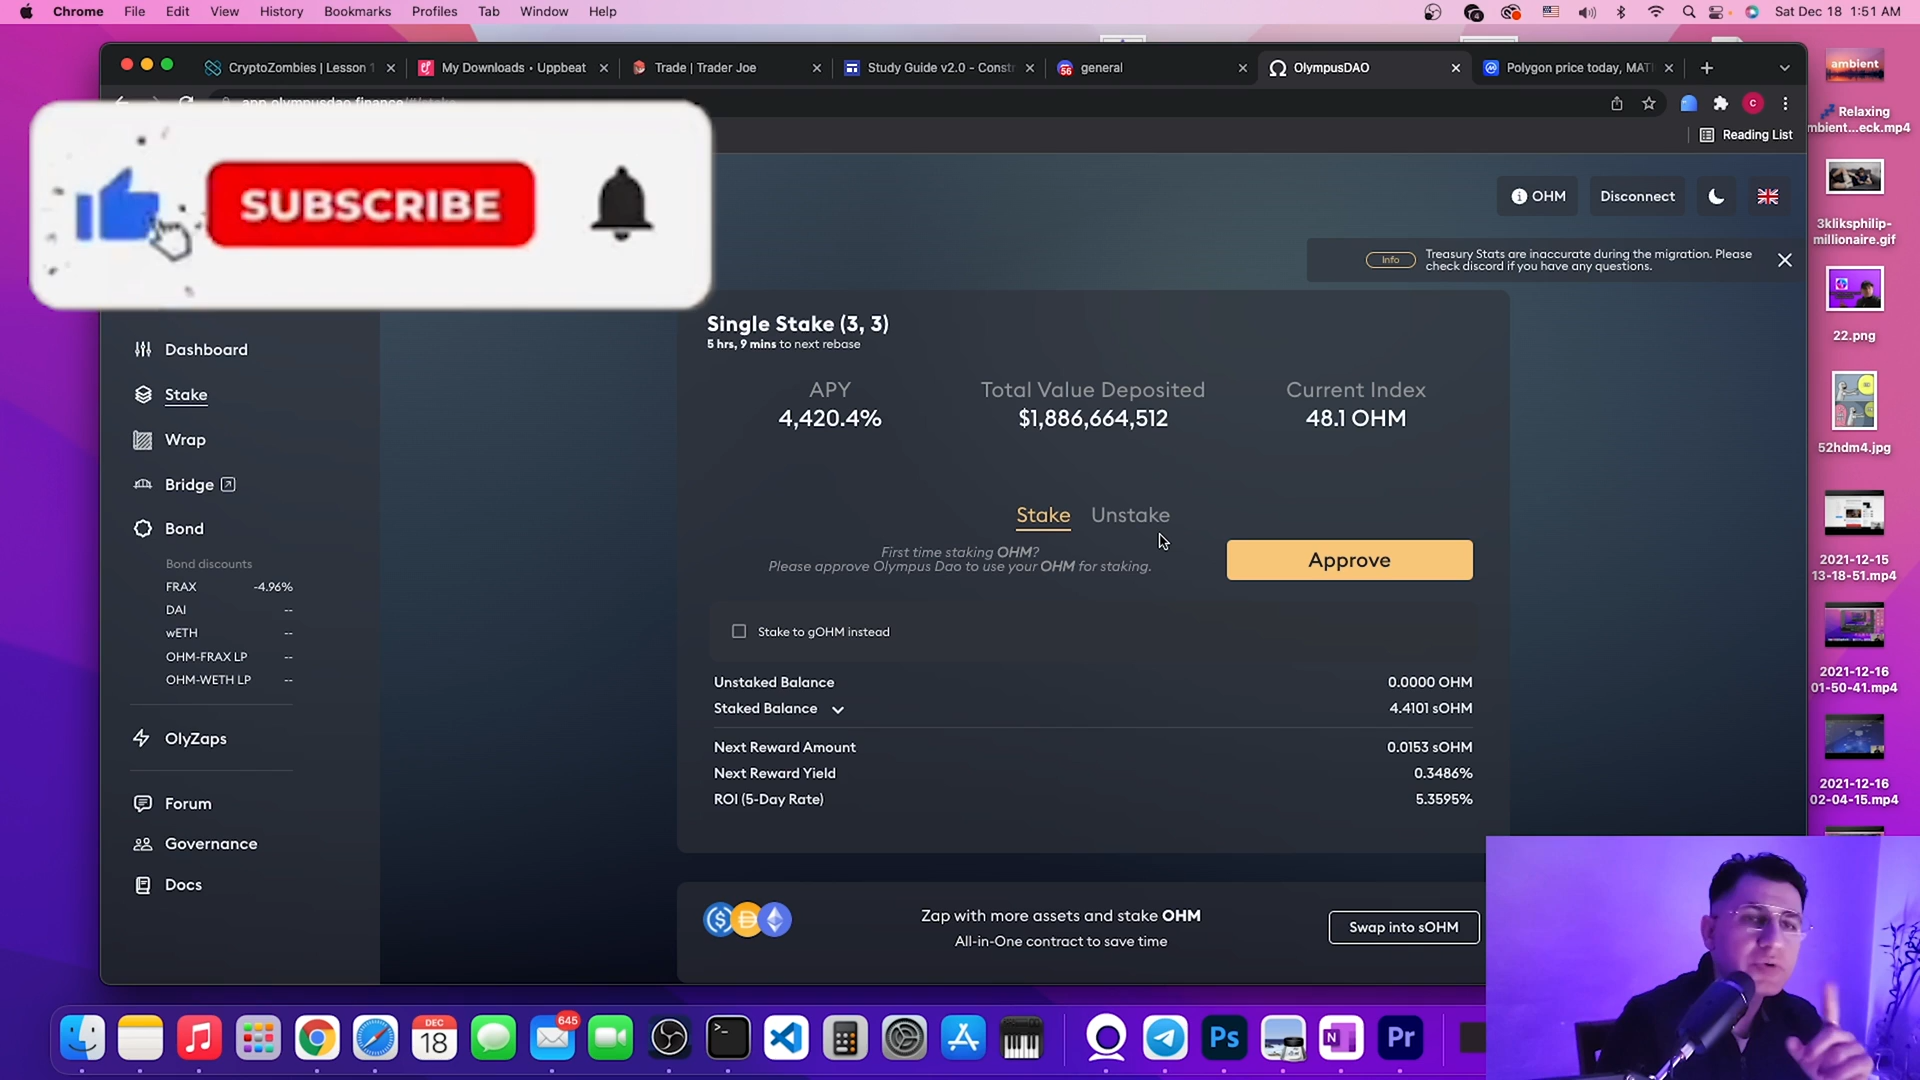 Chrome File Edit View History Bookmarks Profiles Tab Window Help
4
Sat Dec 18 1:51 AM
CryptoZombies | Lesson 1
My Downloads • Uppbeat
Trade | Trader Joe
Study Guide v2.0 - Constr
56 general
OlympusDAO
Polygon price today, MATI
app.olympusdao.finance/#/stake
C
Reading List
SUBSCRIBE
OHM
Disconnect
Info
Treasury Stats are inaccurate during the migration. Please
check discord if you have any questions.
Dashboard
Stake
Wrap
Bridge
Bond
Bond discounts
FRAX -4.96%
DAI --
wETH --
OHM-FRAX LP --
OHM-WETH LP --
OlyZaps
Forum
Governance
Docs
Single Stake (3, 3)
5 hrs, 9 mins to next rebase
APY
4,420.4%
Total Value Deposited
$1,886,664,512
Current Index
48.1 OHM
Stake Unstake
First time staking OHM?
Please approve Olympus Dao to use your OHM for staking.
Approve
Stake to gOHM instead
Unstaked Balance 0.0000 OHM
Staked Balance 4.4101 sOHM
Next Reward Amount 0.0153 sOHM
Next Reward Yield 0.3486%
ROI (5-Day Rate) 5.3595%
Zap with more assets and stake OHM
All-in-One contract to save time
Swap into sOHM
ambient
Relaxing
mbient...eck.mp4
3kliksphilip-
millionaire.gif
22.png
52hdm4.jpg
2021-12-15
13-18-51.mp4
2021-12-16
01-50-41.mp4
2021-12-16
02-04-15.mp4
DEC
18
645
Ps
N
Pr